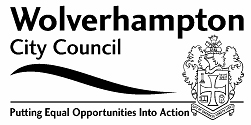 Wolverhampton
City Council
Putting Equal Opportunities Into Action